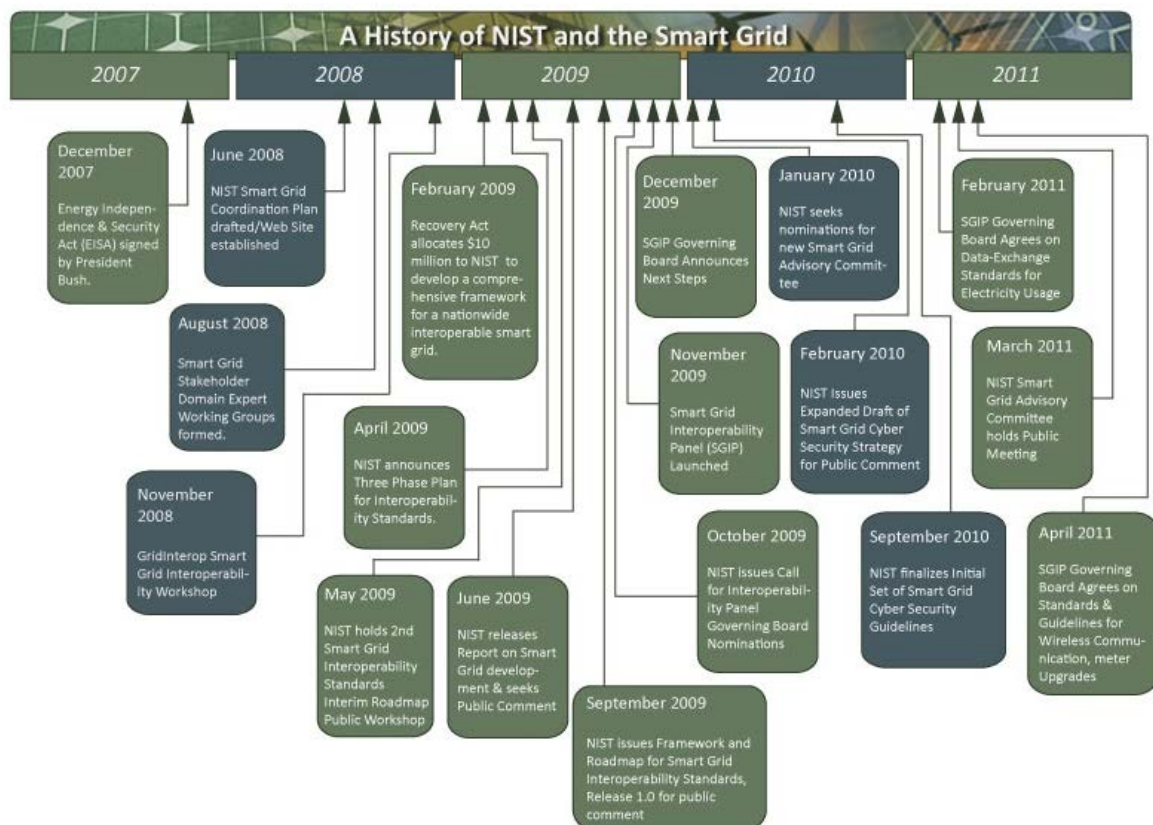 A History of NIST and the Smart Grid
2007
2008
2009
2010
2011
December
2007
Energy Indepen-
dence & Security
Act (EISA) signed
by President
Bush.
June 2008
NIST Smart Grid
Coordination Plan
drafted/Web Site
established
August 2008
Smart Grid
Stakeholder
Domain Expert
Working Groups
formed.
November
2008
GridInterop Smart
Grid Interoperabil-
ity Workshop
February 2009
Recovery Act
allocates $10
million to NIST to
develop a compre-
hensive framework
for a nationwide
interoperable smart
grid.
April 2009
NIST announces
Three Phase Plan
for Interoperabil-
ity Standards.
May 2009
NIST holds 2nd
Smart Grid
Interoperability
Standards
Interim Roadmap
Public Workshop
June 2009
NIST releases
Report on Smart
Grid develop-
ment & seeks
Public Comment
September 2009
NIST issues Framework and
Roadmap for Smart Grid
Interoperability Standards,
Release 1.0 for public
comment
October 2009
NIST issues Call
for Interoperabil-
ity Panel
Governing Board
Nominations
November
2009
Smart Grid
Interoperability
Panel (SGIP)
Launched
December
2009
SGIP Governing
Board Announces
Next Steps
January 2010
NIST seeks
nominations for
new Smart Grid
Advisory Commit-
tee
February 2010
NIST Issues
Expanded Draft of
Smart Grid Cyber
Security Strategy
for Public Comment
September 2010
NIST finalizes Initial
Set of Smart Grid
Cyber Security
Guidelines
February 2011
SGIP Governing
Board Agrees on
Data-Exchange
Standards for
Electricity Usage
March 2011
NIST Smart
Grid Advisory
Committee
holds Public
Meeting
April 2011
SGIP Governing
Board Agrees on
Standards &
Guidelines for
Wireless Commu-
nication, meter
Upgrades